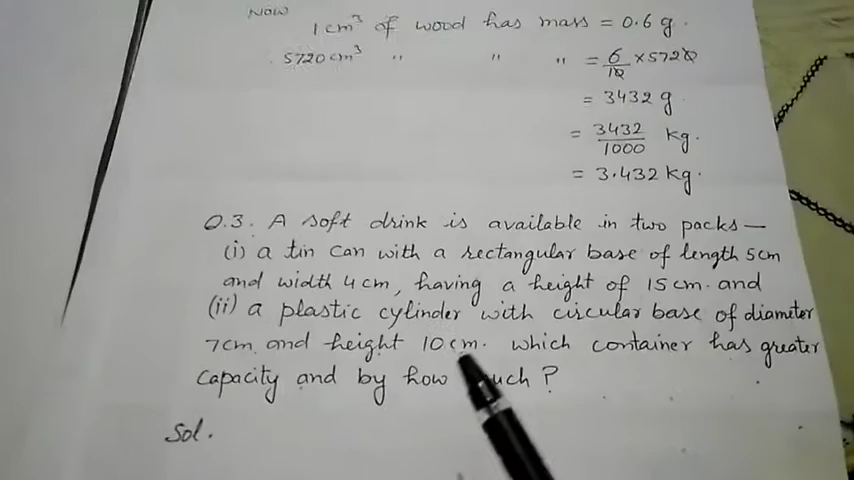 Now
1 cm³ of wood has mass = 0.6 g.
5720 cm³ " " " = 6/10 × 5720
= 3432 g
= 3432/1000 kg.
= 3.432 kg.
Q.3. A soft drink is available in two packs—
(i) a tin can with a rectangular base of length 5cm
and width 4 cm, having a height of 15 cm. and
(ii) a plastic cylinder with circular base of diameter
7cm and height 10 cm. which container has greater
capacity and by how much?
Sol.